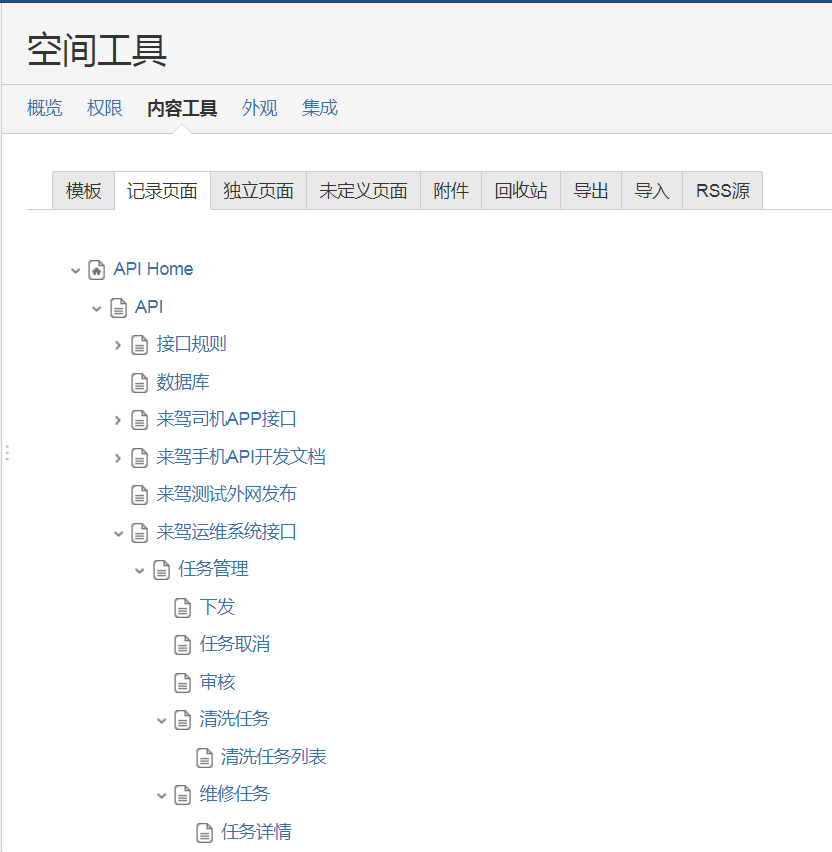 空间工具
概览 权限 内容工具 外观 集成
模板 记录页面 独立页面 未定义页面 附件 回收站 导出 导入 RSS源
API Home
API
接口规则
数据库
来驾司机APP接口
来驾手机API开发文档
来驾测试外网发布
来驾运维系统接口
任务管理
下发
任务取消
审核
清洗任务
清洗任务列表
维修任务
任务详情